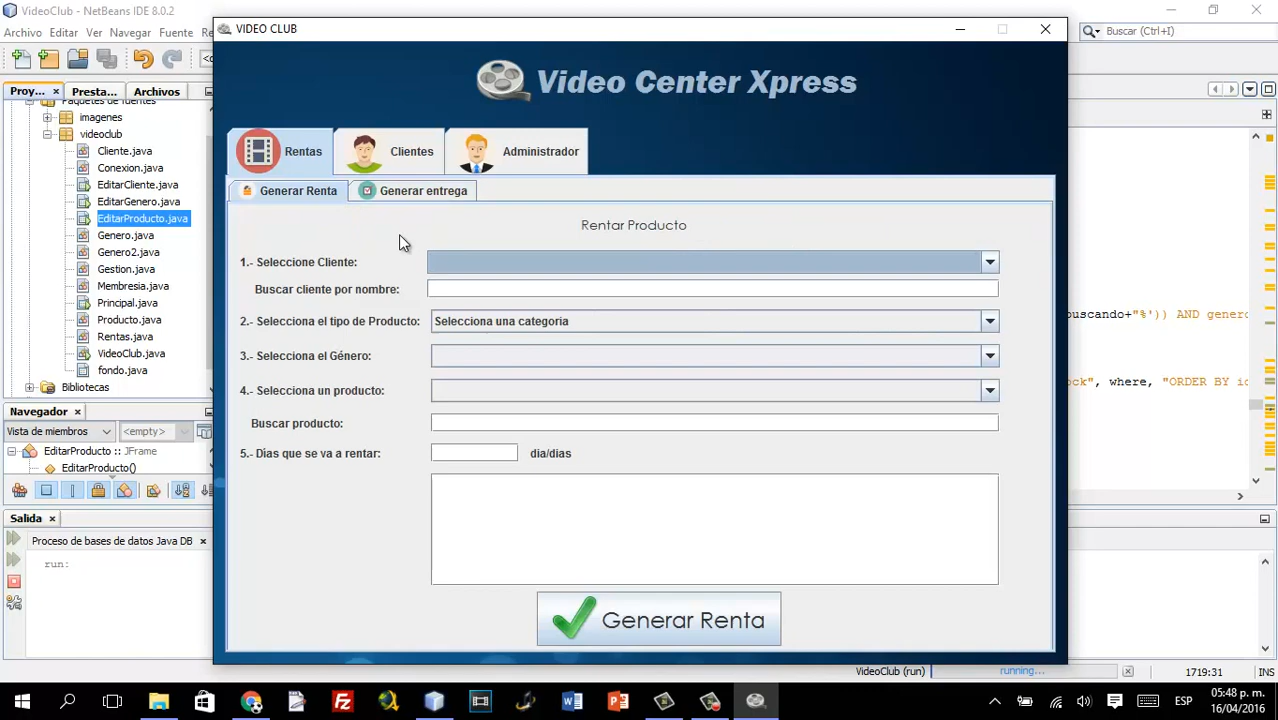 VideoClub - NetBeans IDE 8.0.2
Archivo Editar Ver Navegar Fuente Re
Buscar (Ctrl+I)
VIDEO CLUB
Video Center Xpress
Proy... Presta... Archivos
Paquetes de fuentes
imagenes
videoclub
Cliente.java
Conexion.java
EditarCliente.java
EditarGenero.java
EditarProducto.java
Genero.java
Genero2.java
Gestion.java
Membresia.java
Principal.java
Producto.java
Rentas.java
VideoClub.java
fondo.java
Bibliotecas
Navegador
Vista de miembros <empty>
EditarProducto :: JFrame
EditarProducto()
Salida
Proceso de bases de datos Java DB
run:
Rentas Clientes Administrador
Generar Renta Generar entrega
Rentar Producto
1.- Seleccione Cliente:
Buscar cliente por nombre:
2.- Selecciona el tipo de Producto: Selecciona una categoria
3.- Selecciona el Género:
4.- Selecciona un producto:
Buscar producto:
5.- Dias que se va a rentar: dia/dias
Generar Renta
buscando+"%')) AND genero
ock", where, "ORDER BY id
VideoClub (run) running... 1719:31 INS
ESP
05:48 p. m.
16/04/2016